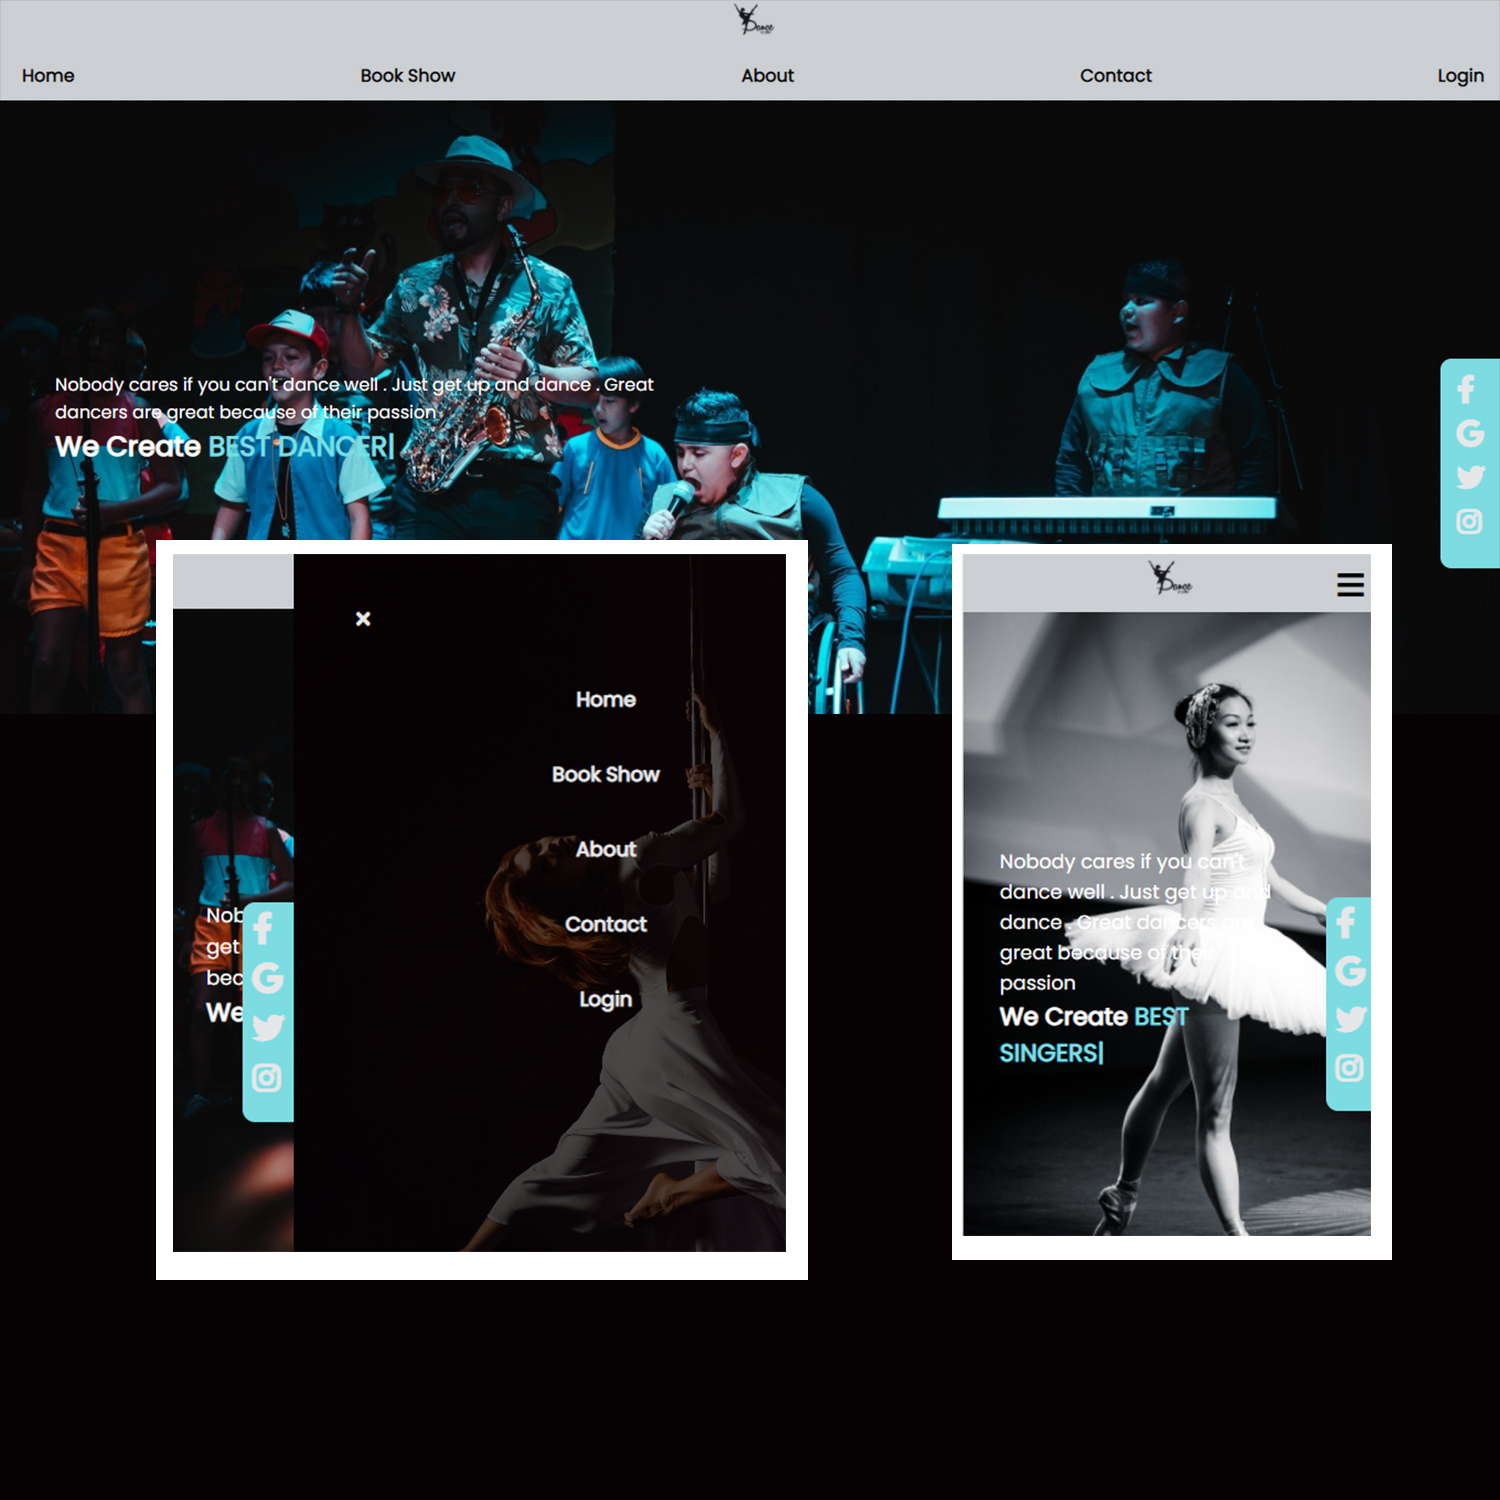 Dance
Home Book Show About Contact Login
Nobody cares if you can't dance well . Just get up and dance . Great
dancers are great because of their passion
We Create BEST DANCER|
×
Home
Book Show
About
Contact
Login
Nob
get
bec
We
Dance
Nobody cares if you can't
dance well . Just get up and
dance . Great dancers are
great because of their
passion
We Create BEST
SINGERS|